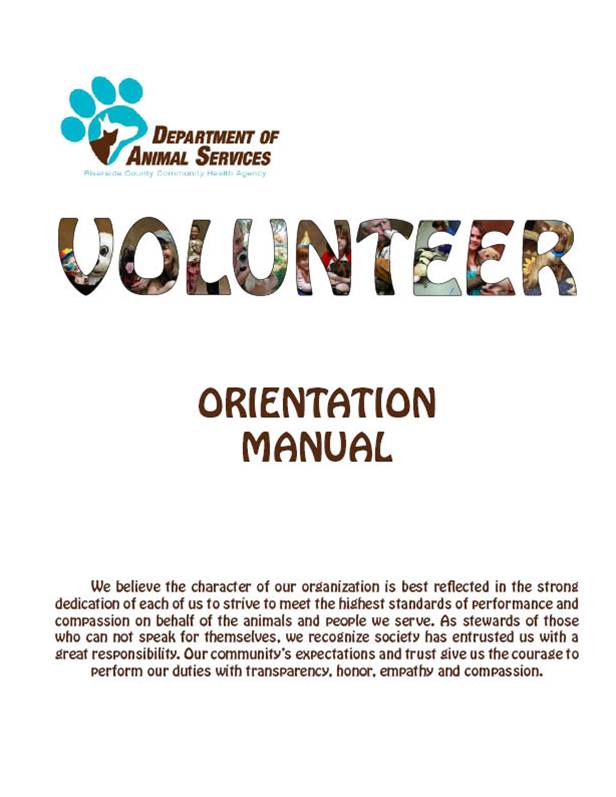 DEPARTMENT OF
ANIMAL SERVICES
Riverside County Community Health Agency
VOLUNTEER
ORIENTATION
MANUAL
We believe the character of our organization is best reflected in the strong
dedication of each of us to strive to meet the highest standards of performance and
compassion on behalf of the animals and people we serve. As stewards of those
who can not speak for themselves, we recognize society has entrusted us with a
great responsibility. Our community's expectations and trust give us the courage to
perform our duties with transparency, honor, empathy and compassion.